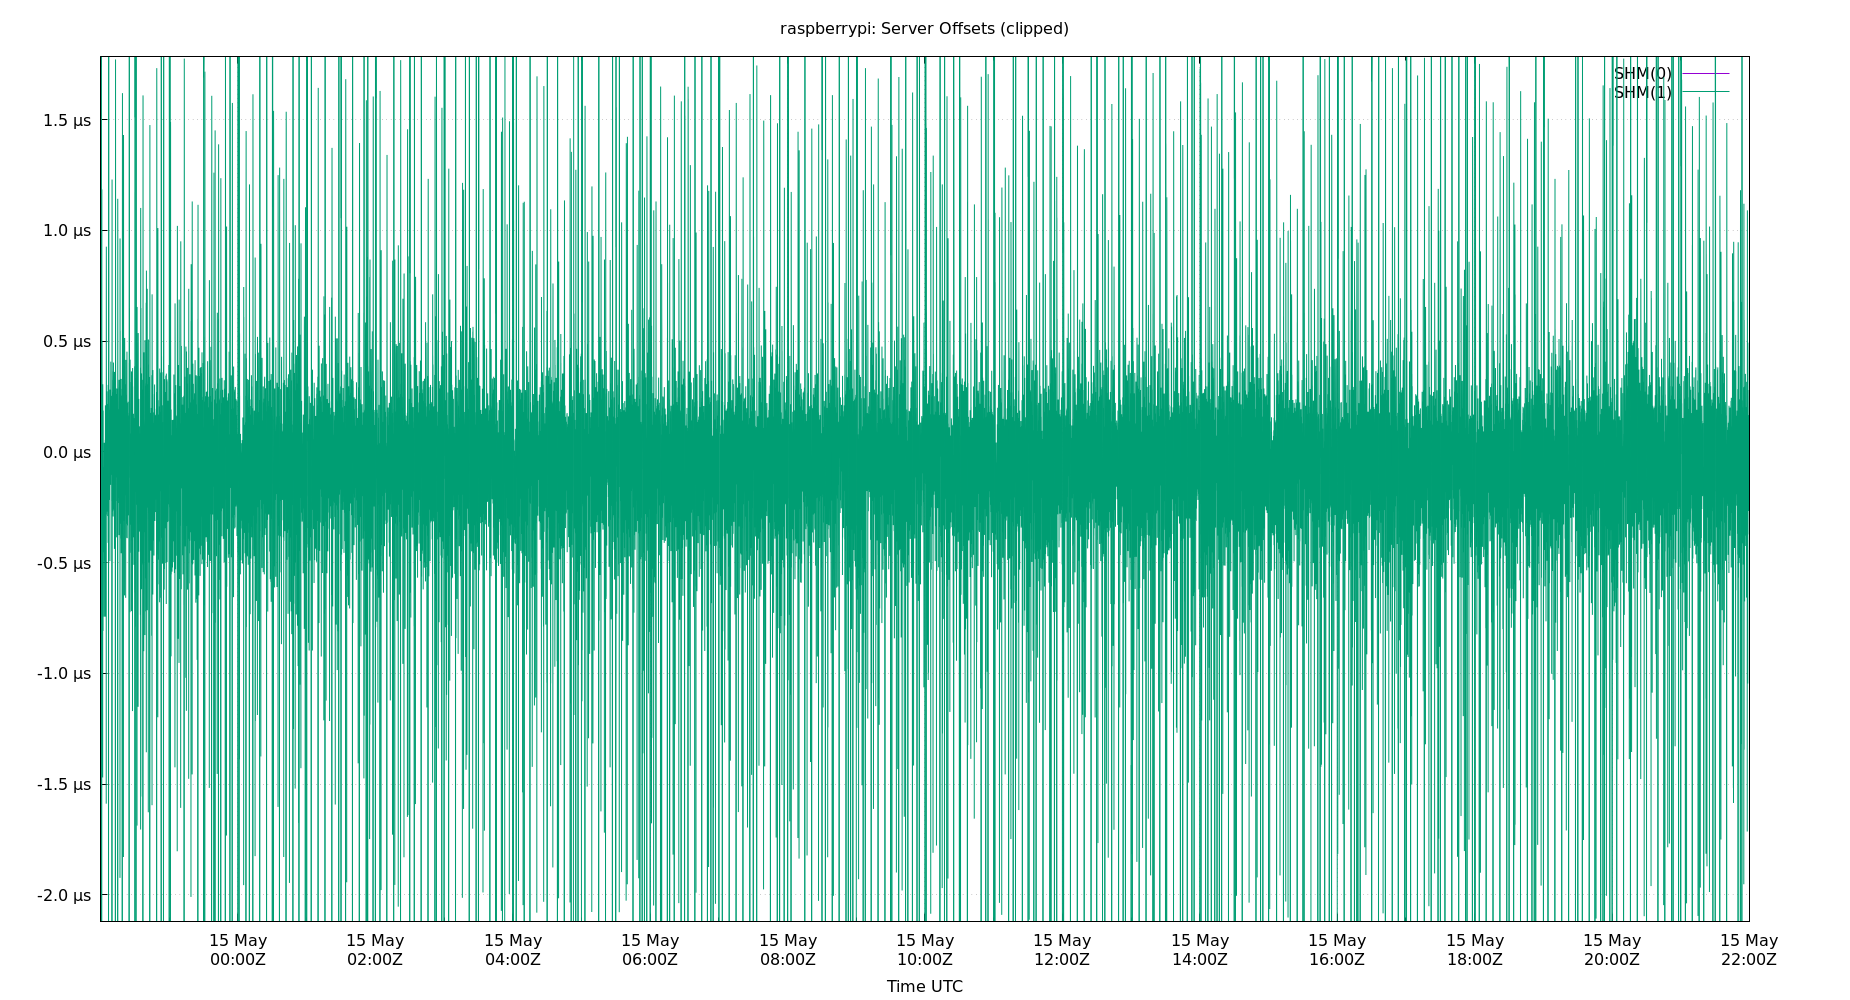 raspberrypi: Server Offsets (clipped)
SHM(0)
SHM(1)
1.5 µs
1.0 µs
0.5 µs
0.0 µs
-0.5 µs
-1.0 µs
-1.5 µs
-2.0 µs
15 May 15 May 15 May 15 May 15 May 15 May 15 May 15 May 15 May 15 May 15 May 15 May
00:00Z 02:00Z 04:00Z 06:00Z 08:00Z 10:00Z 12:00Z 14:00Z 16:00Z 18:00Z 20:00Z 22:00Z
Time UTC